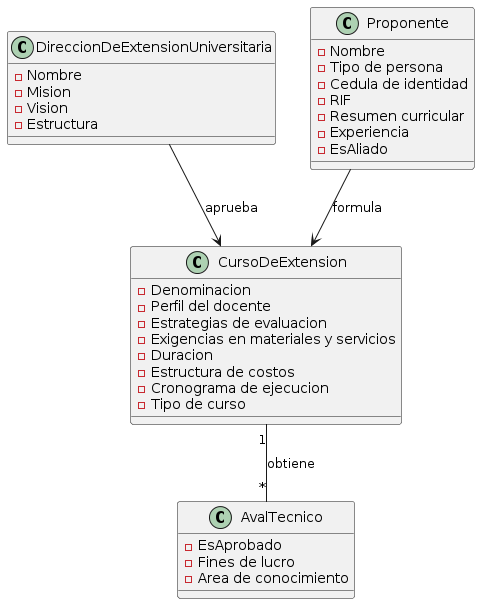 C DireccionDeExtensionUniversitaria
Nombre
Mision
Vision
Estructura
C Proponente
Nombre
Tipo de persona
Cedula de identidad
RIF
Resumen curricular
Experiencia
EsAliado
aprueba
formula
C CursoDeExtension
Denominacion
Perfil del docente
Estrategias de evaluacion
Exigencias en materiales y servicios
Duracion
Estructura de costos
Cronograma de ejecucion
Tipo de curso
1
obtiene
*
C AvalTecnico
EsAprobado
Fines de lucro
Area de conocimiento